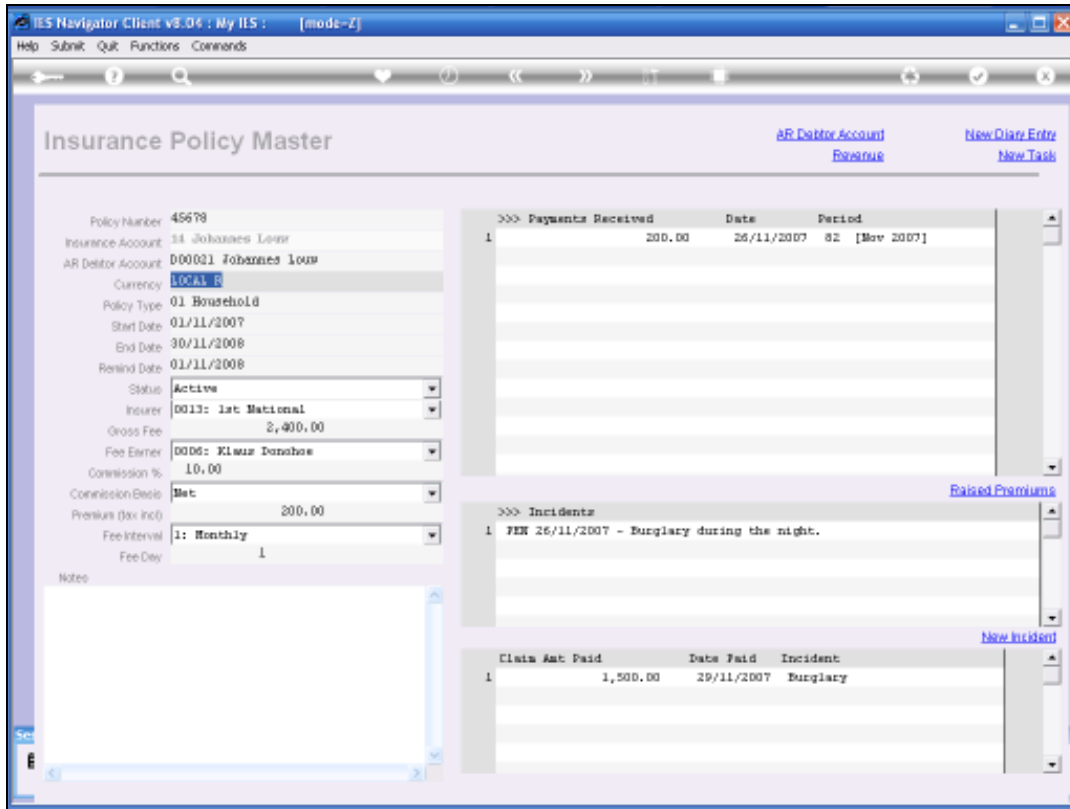 IES Navigator Client v8.04 : My IES : [mode=Z]
Help Submit Quit Functions Commands
Insurance Policy Master
AR Debtor Account
New Diary Entry
Revenue
New Task
Policy Number 45678
Insurance Account 14 Johannes Louw
AR Debtor Account D00021 Johannes louw
Currency LOCAL R
Policy Type 01 Household
Start Date 01/11/2007
End Date 30/11/2008
Remind Date 01/11/2008
Status Active
Insurer 0013: 1st National
Gross Fee 2,400.00
Fee Earner 0006: Klaus Donohoe
Commission % 10.00
Commission Basis Net
Premium (tax incl) 200.00
Fee Interval 1: Monthly
Fee Day 1
Notes
>>> Payments Received Date Period
1 200.00 26/11/2007 82 [Nov 2007]
Raised Premiums
>>> Incidents
1 PEN 26/11/2007 - Burglary during the night.
New Incident
Claim Amt Paid Date Paid Incident
1 1,500.00 29/11/2007 Burglary